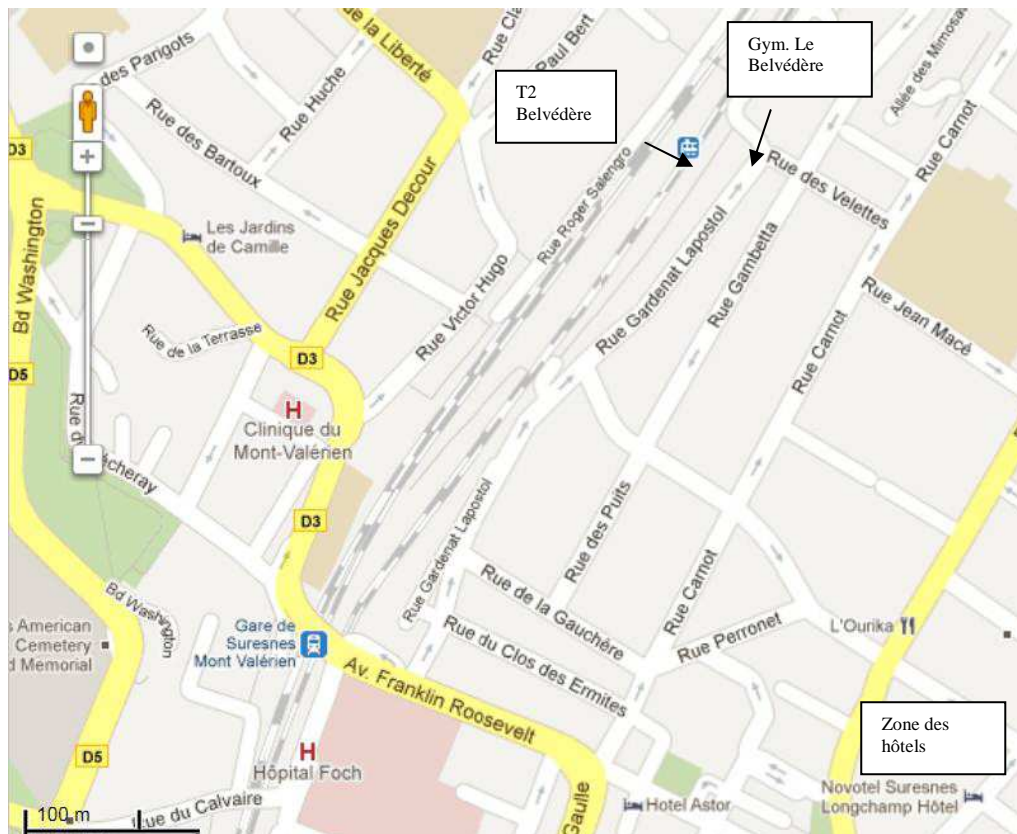 Gym. Le
Belvédère
T2
Belvédère
Zone des
hôtels
des Parigots
Rue Huche
Rue des Bartoux
Rue de la Liberté
Rue Cla
Paul Bert
Rue Jacques Decour
Rue Victor Hugo
Rue Roger Salengro
Rue Gardenat Lapostol
Rue Gambetta
Rue des Velettes
Allée des Mimosas
Rue Carnot
Rue Jean Macé
Rue Carnot
D3
Bd Washington
Les Jardins
de Camille
Rue de la Terrasse
D3
D5
H
Clinique du
Mont-Valérien
D3
Rue Gardenat Lapostol
Rue des Puits
Rue de la Gauchère
Rue du Clos des Ermites
Rue Carnot
Rue Perronet
L'Ourika
Bd Washington
s American
Cemetery
d Memorial
Gare de
Suresnes
Mont Valérien
Av. Franklin Roosevelt
H
Hôpital Foch
D5
Rue du Calvaire
100 m
Gaulle
Hotel Astor
Novotel Suresnes
Longchamp Hôtel